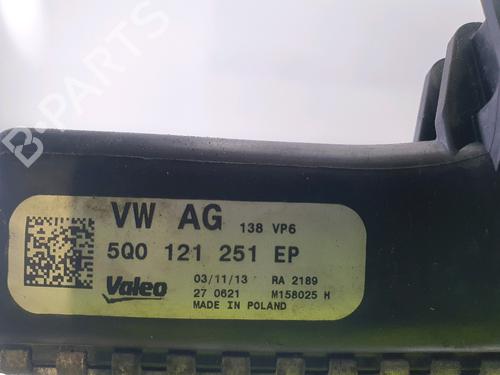 B-PARTS
VW AG 138 VP6
5Q0 121 251 EP
Valeo 03/11/13 RA 2189
27 0621 M158025 H
MADE IN POLAND